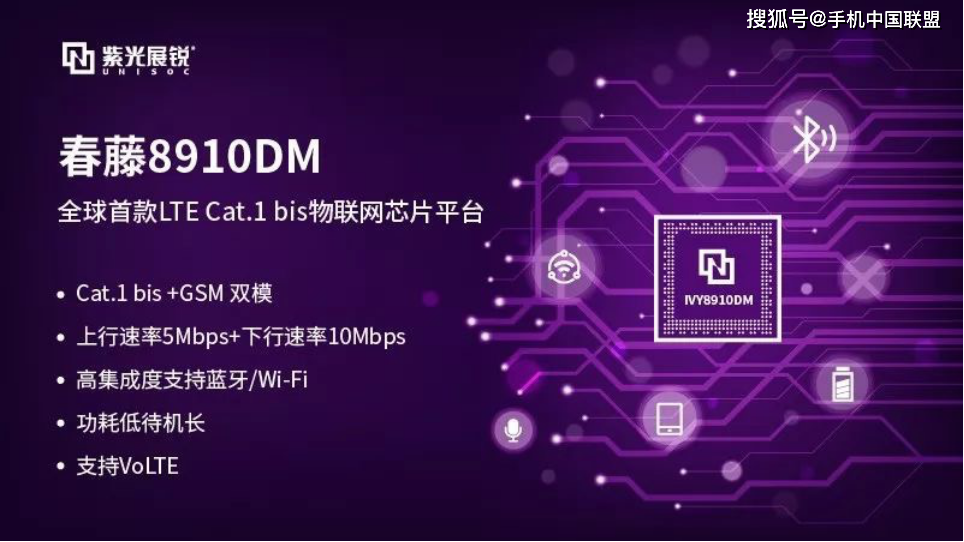 搜狐号@手机中国联盟
紫光展锐®
UNISOC
春藤8910DM
全球首款LTE Cat.1 bis物联网芯片平台
• Cat.1 bis +GSM 双模
• 上行速率5Mbps+下行速率10Mbps
• 高集成度支持蓝牙/Wi-Fi
• 功耗低待机长
• 支持VoLTE
IVY8910DM